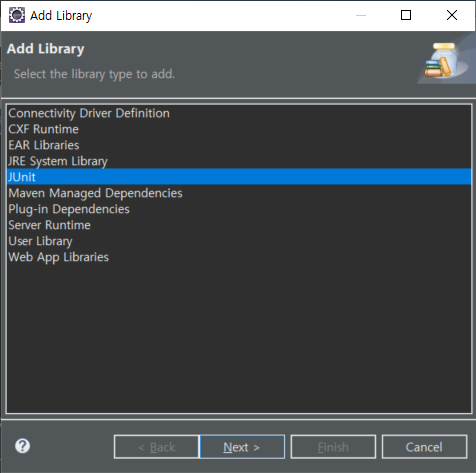 Add Library
Add Library
Select the library type to add.
Connectivity Driver Definition
CXF Runtime
EAR Libraries
JRE System Library
JUnit
Maven Managed Dependencies
Plug-in Dependencies
Server Runtime
User Library
Web App Libraries
? < Back Next > Finish Cancel